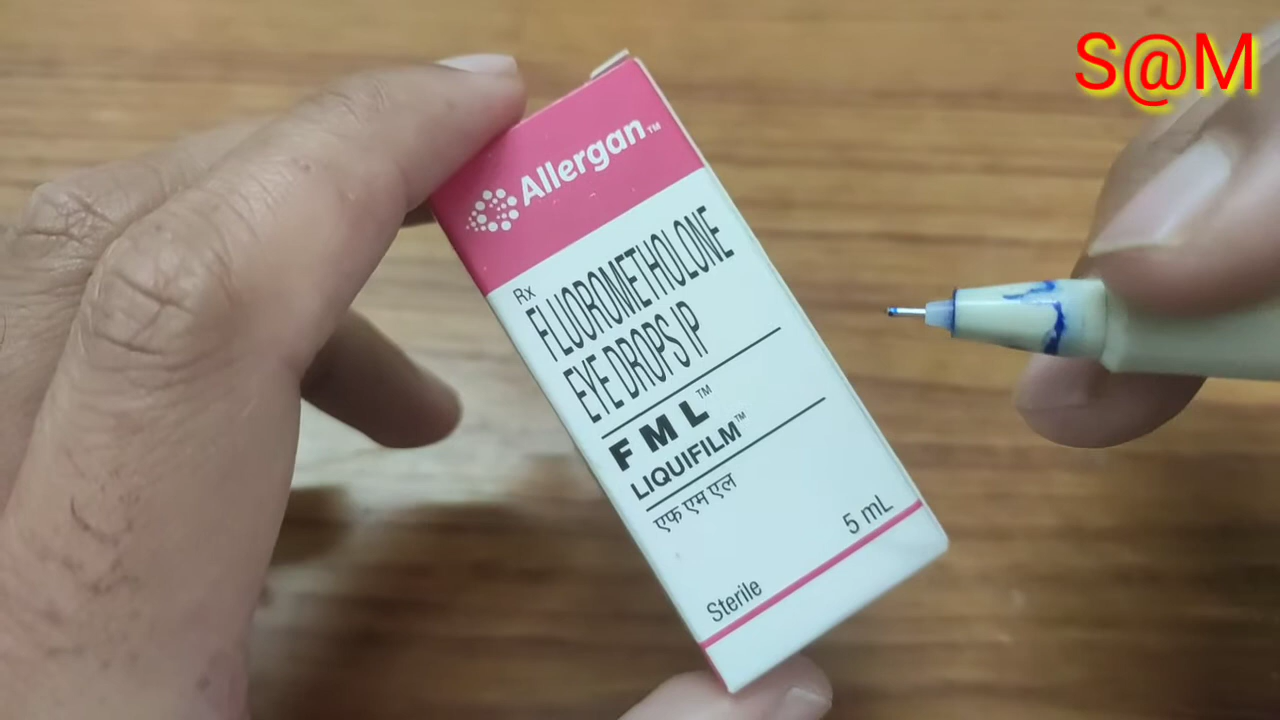 S@M
Allergan™
Rx
FLUOROMETHOLONE
EYE DROPS IP
F M L™
LIQUIFILM™
एफ एम एल
5 mL
Sterile